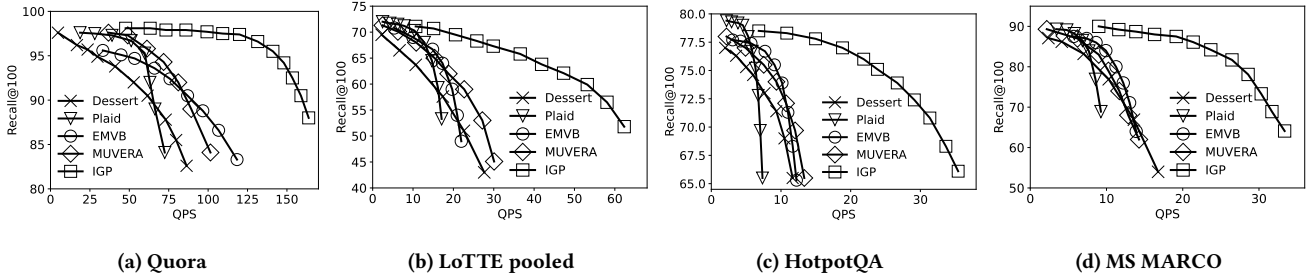 100
95
90
85
80
Recall@100
0 25 50 75 100 125 150
QPS
Dessert
Plaid
EMVB
MUVERA
IGP
(a) Quora
75
70
65
60
55
50
45
40
Recall@100
0 10 20 30 40 50 60
QPS
Dessert
Plaid
EMVB
MUVERA
IGP
(b) LoTTE pooled
80.0
77.5
75.0
72.5
70.0
67.5
65.0
Recall@100
0 10 20 30
QPS
Dessert
Plaid
EMVB
MUVERA
IGP
(c) HotpotQA
90
80
70
60
50
Recall@100
0 10 20 30
QPS
Dessert
Plaid
EMVB
MUVERA
IGP
(d) MS MARCO